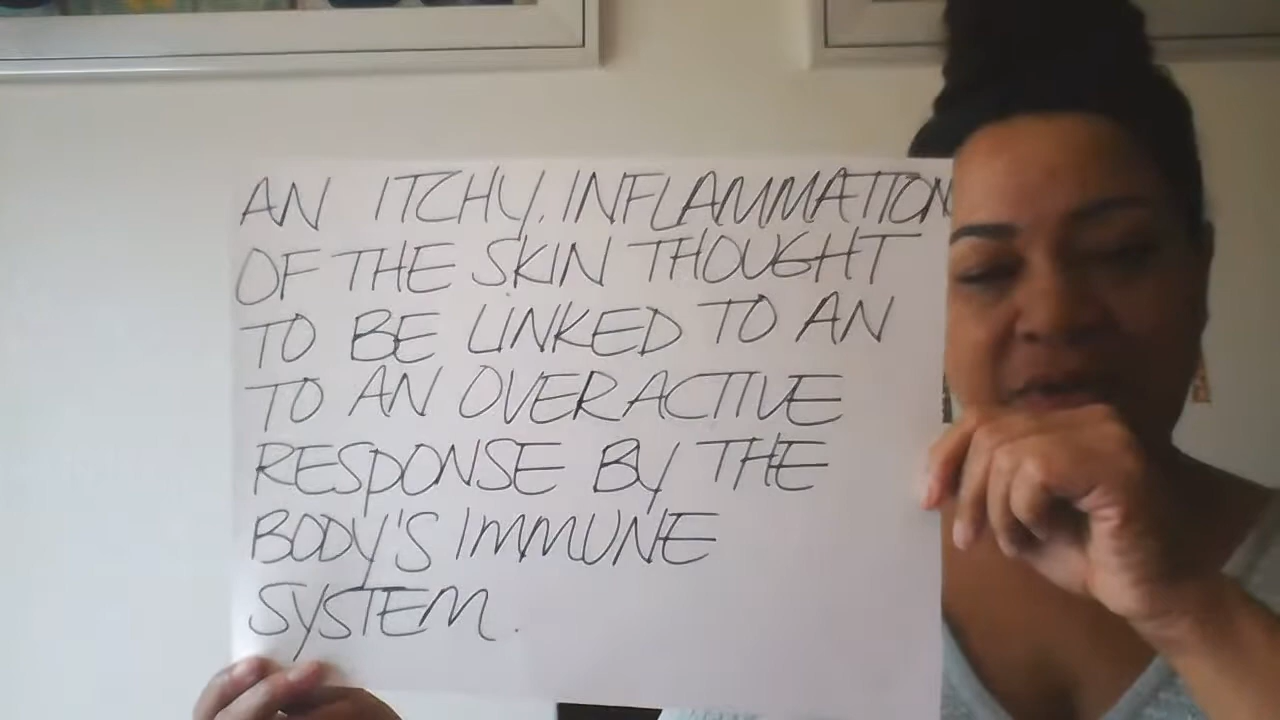 AN ITCHY, INFLAMMATION
OF THE SKIN THOUGHT
TO BE LINKED TO AN
TO AN OVERACTIVE
RESPONSE BY THE
BODY'S IMMUNE
SYSTEM.